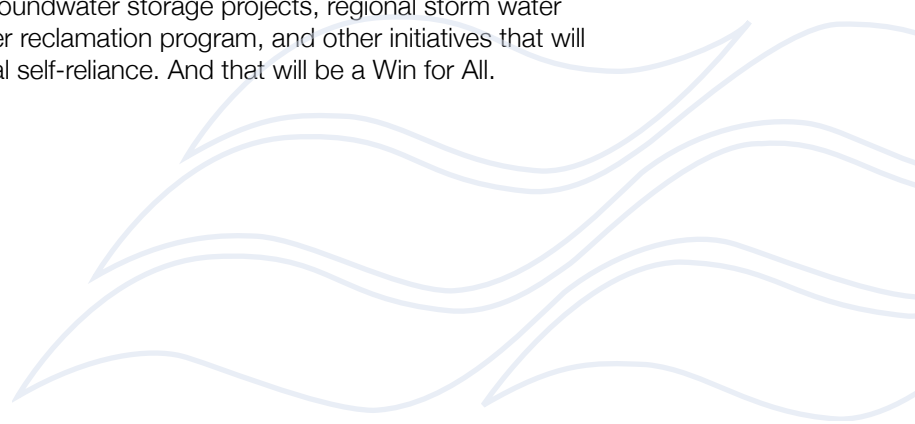 oundwater storage projects, regional storm water
er reclamation program, and other initiatives that will
al self-reliance. And that will be a Win for All.